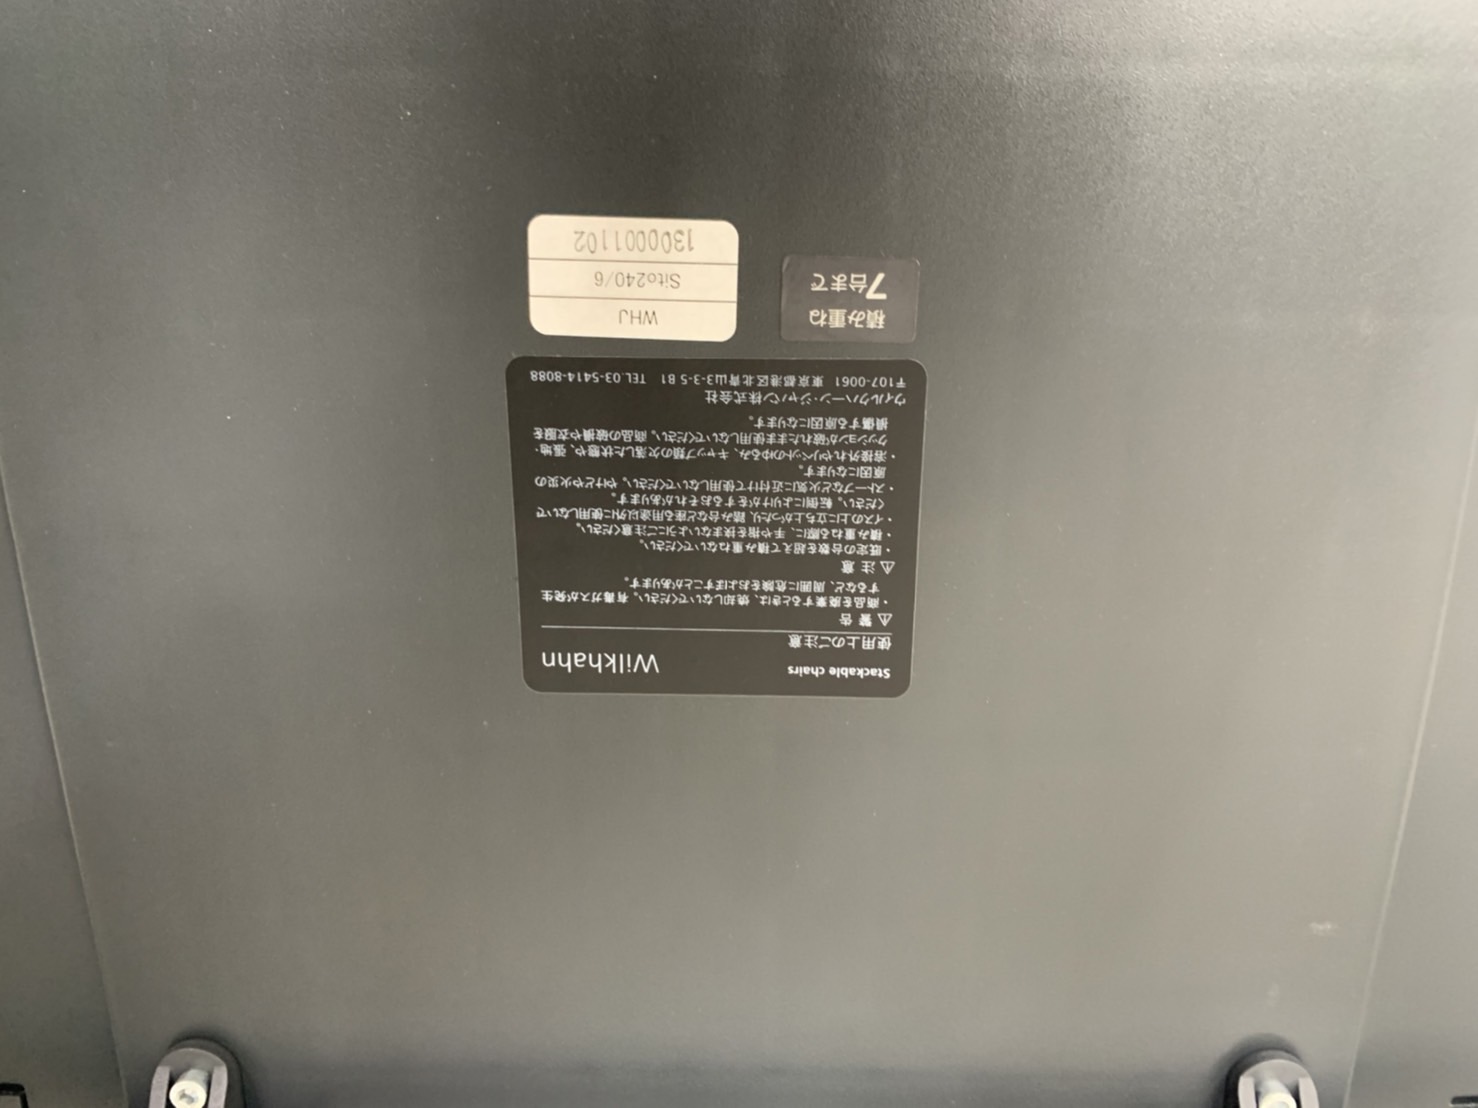 Stackable chairs
Wilkhahn
使用上のご注意
⚠ 警 告
・商品を廃棄するときは、焼却しないでください。有毒ガスが発生
するなど、周囲に危険をおよぼすことがあります。
⚠ 注 意
・既定の台数を超えて積み重ねないでください。
・積み重ねる際に、手や指を挟まないようにご注意ください。
・イスの上に立ち上がったり、踏み台など座る用途以外に使用しないで
ください。転倒によりけがをするおそれがあります。
・ストーブなど火気に近付けて使用しないでください。やけどや火災の
原因になります。
・溶接外れやリベットのゆるみ、キャップ類の欠落した状態や、張地・
クッションが破れたまま使用しないでください。商品の破損や衣服を
損傷する原因になります。
ウィルクハーン・ジャパン株式会社
〒107-0061 東京都港区北青山3-3-5 B1 TEL.03-5414-8088
積み重ね
7台まで
WHJ
Sito240/6
1300001102